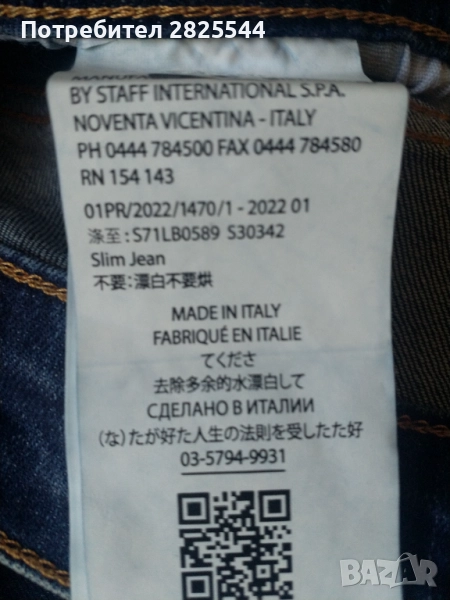 Потребител 2825544
BY STAFF INTERNATIONAL S.P.A.
NOVENTA VICENTINA - ITALY
PH 0444 784500 FAX 0444 784580
RN 154 143
01PR/2022/1470/1 - 2022 01
涤至: S71LB0589 S30342
Slim Jean
不要: 漂白不要烘
MADE IN ITALY
FABRIQUÉ EN ITALIE
てくださ
去除多余的水漂白して
СДЕЛАНО В ИТАЛИИ
(な)たが好た人生の法則を受したた好
03-5794-9931
BAZAR